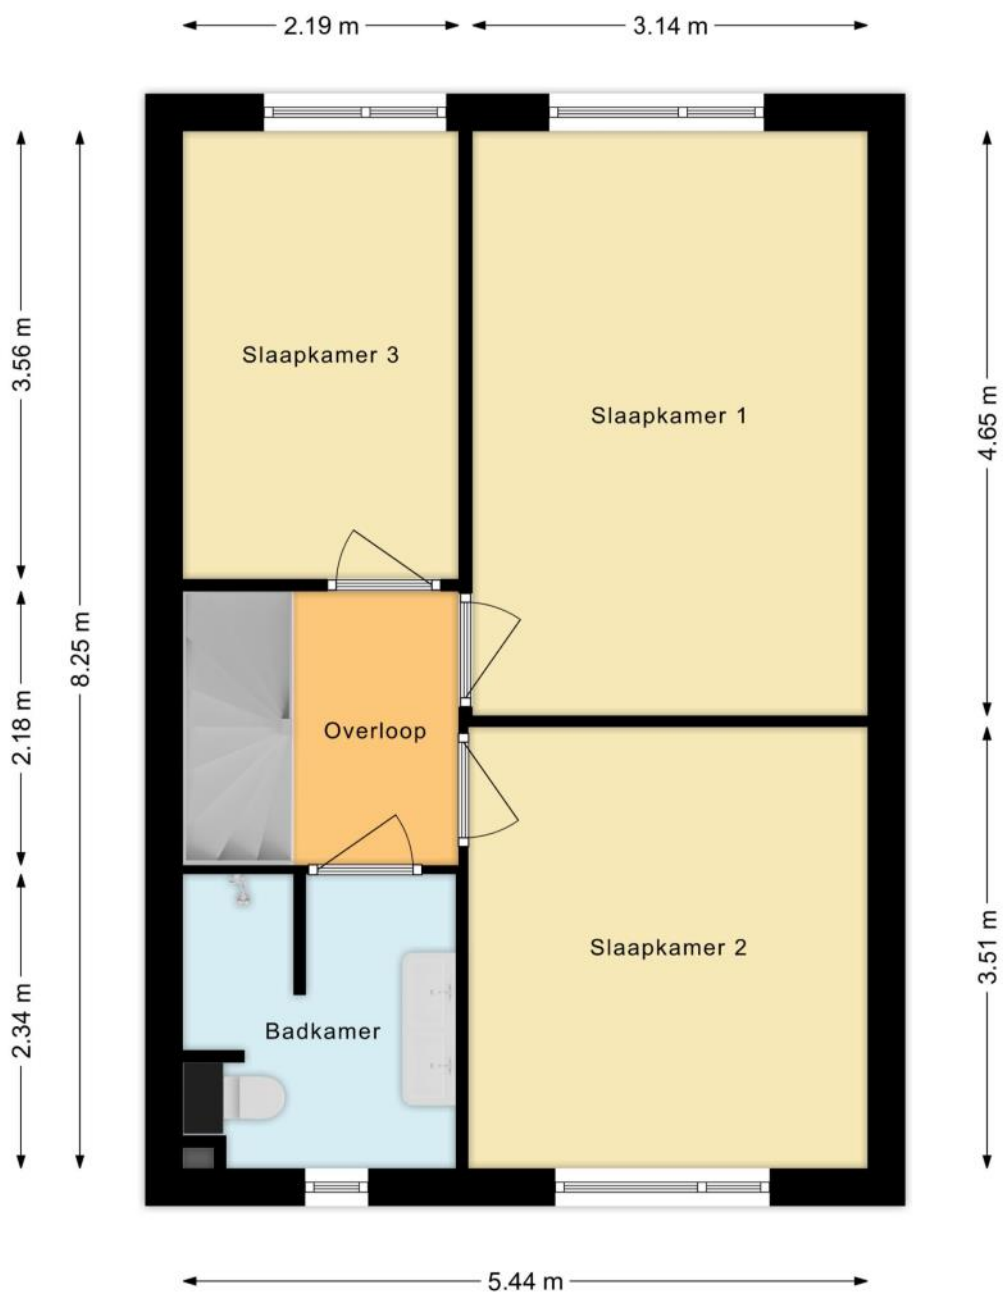 2.19 m
3.14 m
3.56 m
8.25 m
4.65 m
Slaapkamer 3
Slaapkamer 1
2.18 m
Overloop
2.34 m
Badkamer
Slaapkamer 2
3.51 m
5.44 m